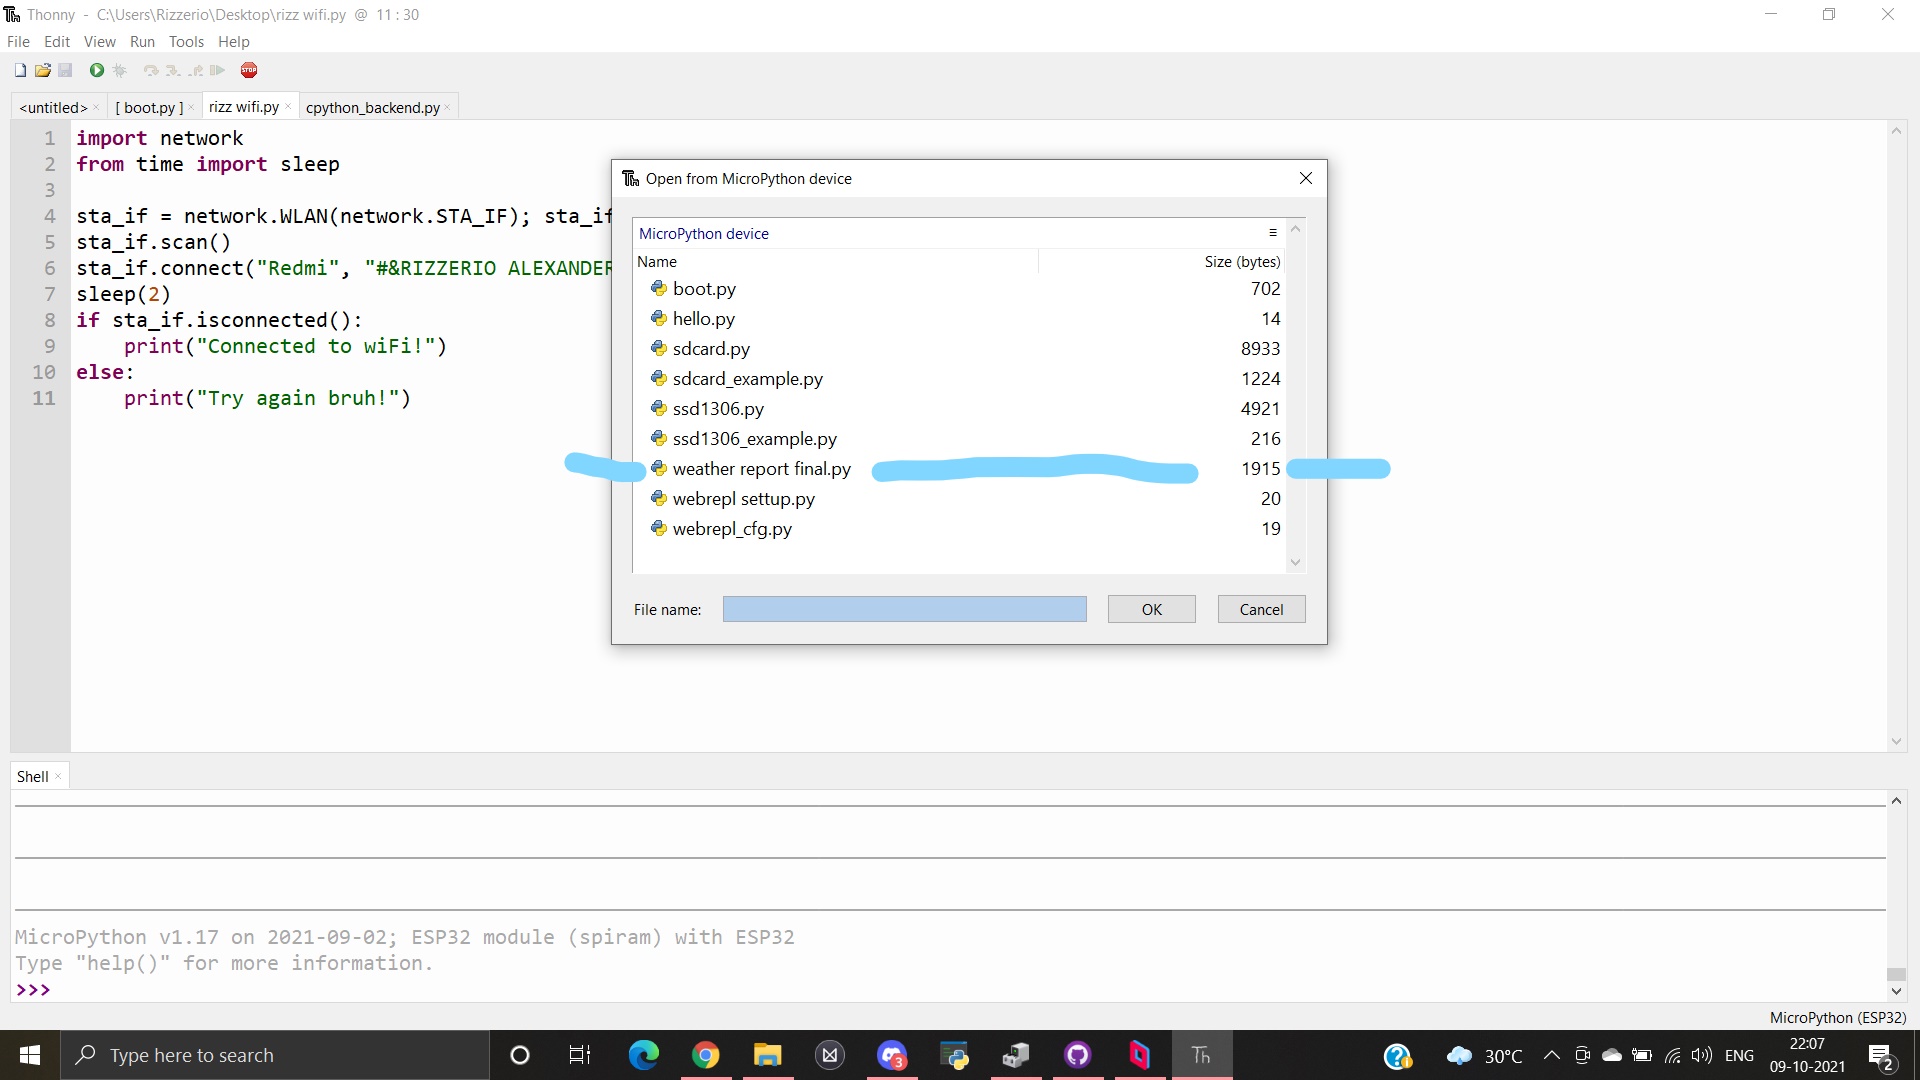 Thonny - C:\Users\Rizzerio\Desktop\rizz wifi.py @ 11 : 30
File Edit View Run Tools Help
STOP
<untitled> × [ boot.py ] × rizz wifi.py × cpython_backend.py ×
1 import network
2 from time import sleep
3
4 sta_if = network.WLAN(network.STA_IF); sta_if
5 sta_if.scan()
6 sta_if.connect("Redmi", "#&RIZZERIO ALEXANDER
7 sleep(2)
8 if sta_if.isconnected():
9 print("Connected to wiFi!")
10 else:
11 print("Try again bruh!")
Open from MicroPython device
MicroPython device
Name Size (bytes)
boot.py 702
hello.py 14
sdcard.py 8933
sdcard_example.py 1224
ssd1306.py 4921
ssd1306_example.py 216
weather report final.py 1915
webrepl settup.py 20
webrepl_cfg.py 19
File name: OK Cancel
Shell ×
MicroPython v1.17 on 2021-09-02; ESP32 module (spiram) with ESP32
Type "help()" for more information.
>>>
MicroPython (ESP32)
Type here to search 3 Th 30°C ENG 22:07
09-10-2021 2